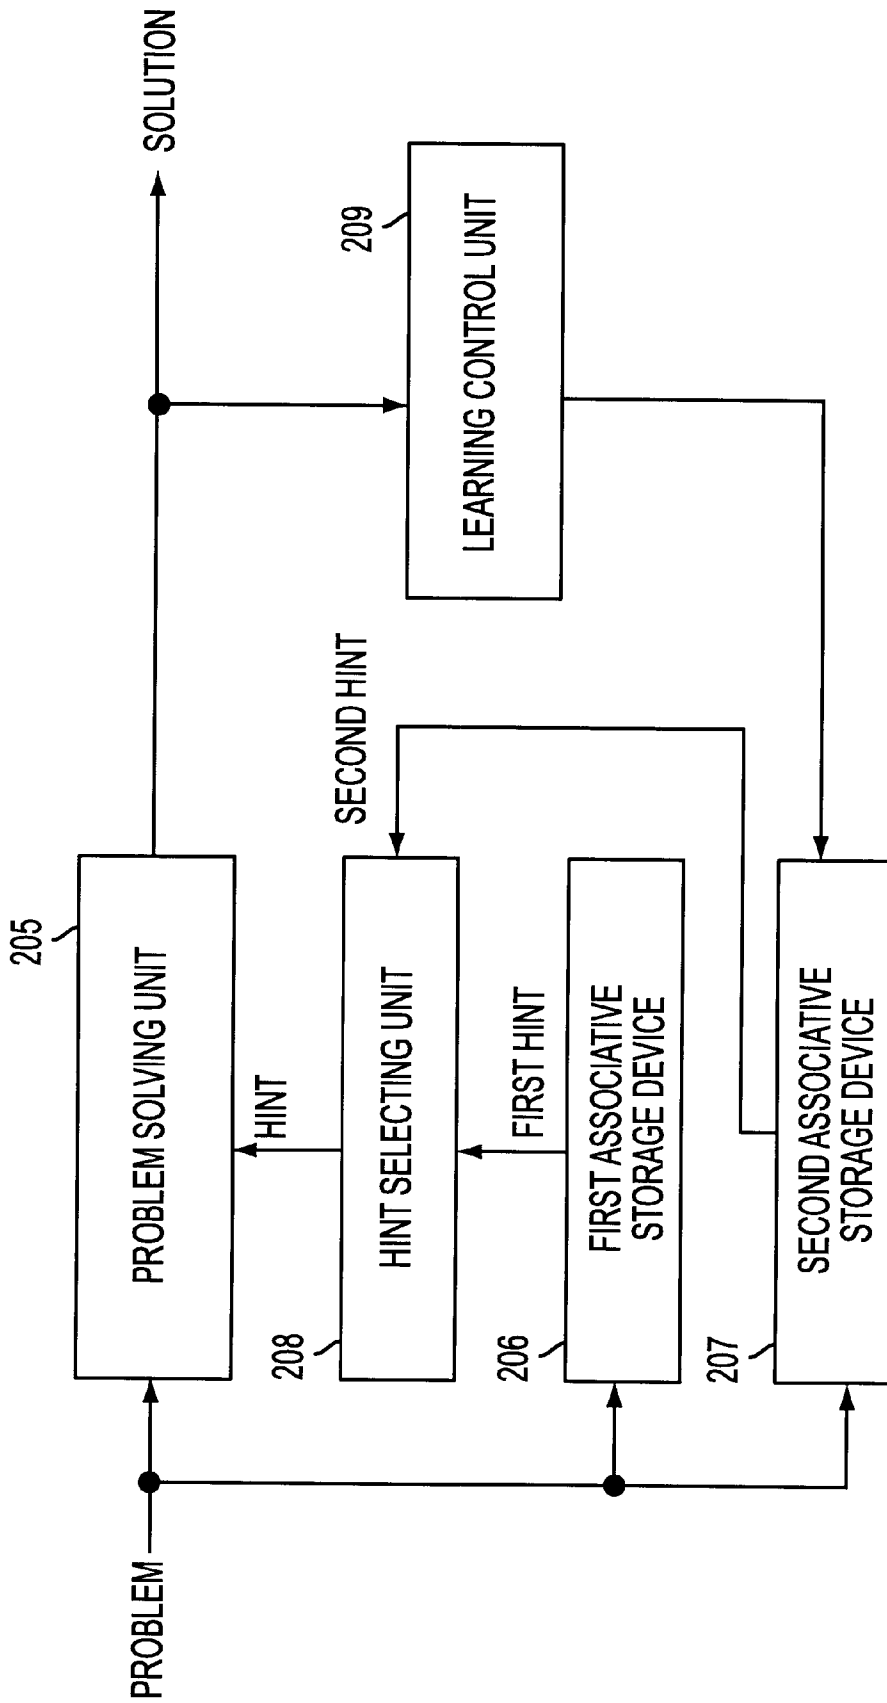 PROBLEM
205
PROBLEM SOLVING UNIT
SOLUTION
HINT
208
HINT SELECTING UNIT
SECOND HINT
209
LEARNING CONTROL UNIT
FIRST HINT
206
FIRST ASSOCIATIVE
STORAGE DEVICE
207
SECOND ASSOCIATIVE
STORAGE DEVICE